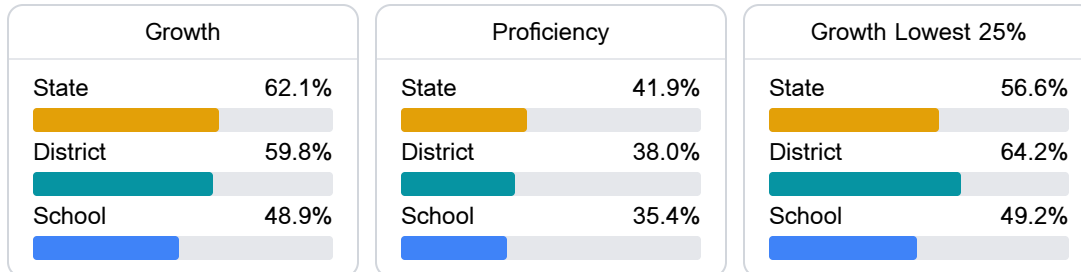 Growth
State 62.1%
District 59.8%
School 48.9%
Proficiency
State 41.9%
District 38.0%
School 35.4%
Growth Lowest 25%
State 56.6%
District 64.2%
School 49.2%